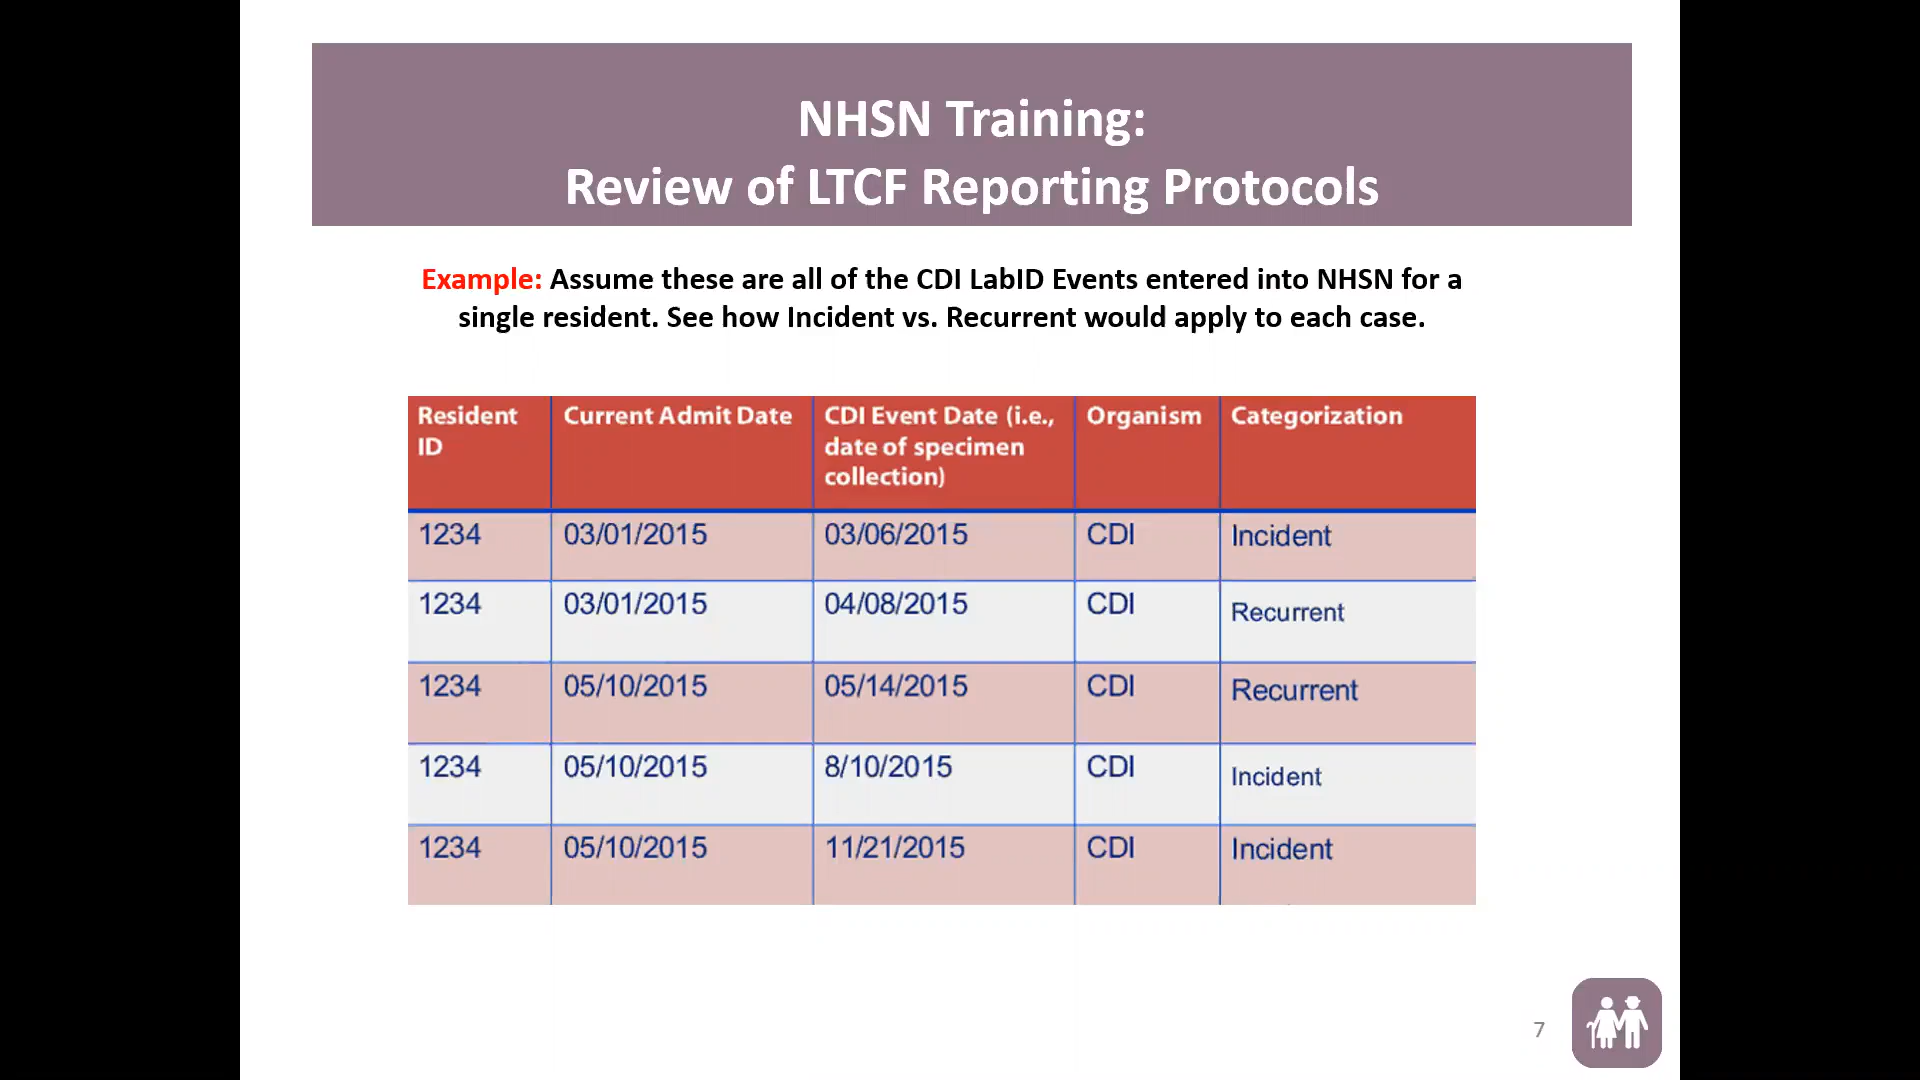 NHSN Training:
Review of LTCF Reporting Protocols
Example: Assume these are all of the CDI LabID Events entered into NHSN for a
single resident. See how Incident vs. Recurrent would apply to each case.
Resident ID | Current Admit Date | CDI Event Date (i.e., date of specimen collection) | Organism | Categorization
1234 | 03/01/2015 | 03/06/2015 | CDI | Incident
1234 | 03/01/2015 | 04/08/2015 | CDI | Recurrent
1234 | 05/10/2015 | 05/14/2015 | CDI | Recurrent
1234 | 05/10/2015 | 8/10/2015 | CDI | Incident
1234 | 05/10/2015 | 11/21/2015 | CDI | Incident
7